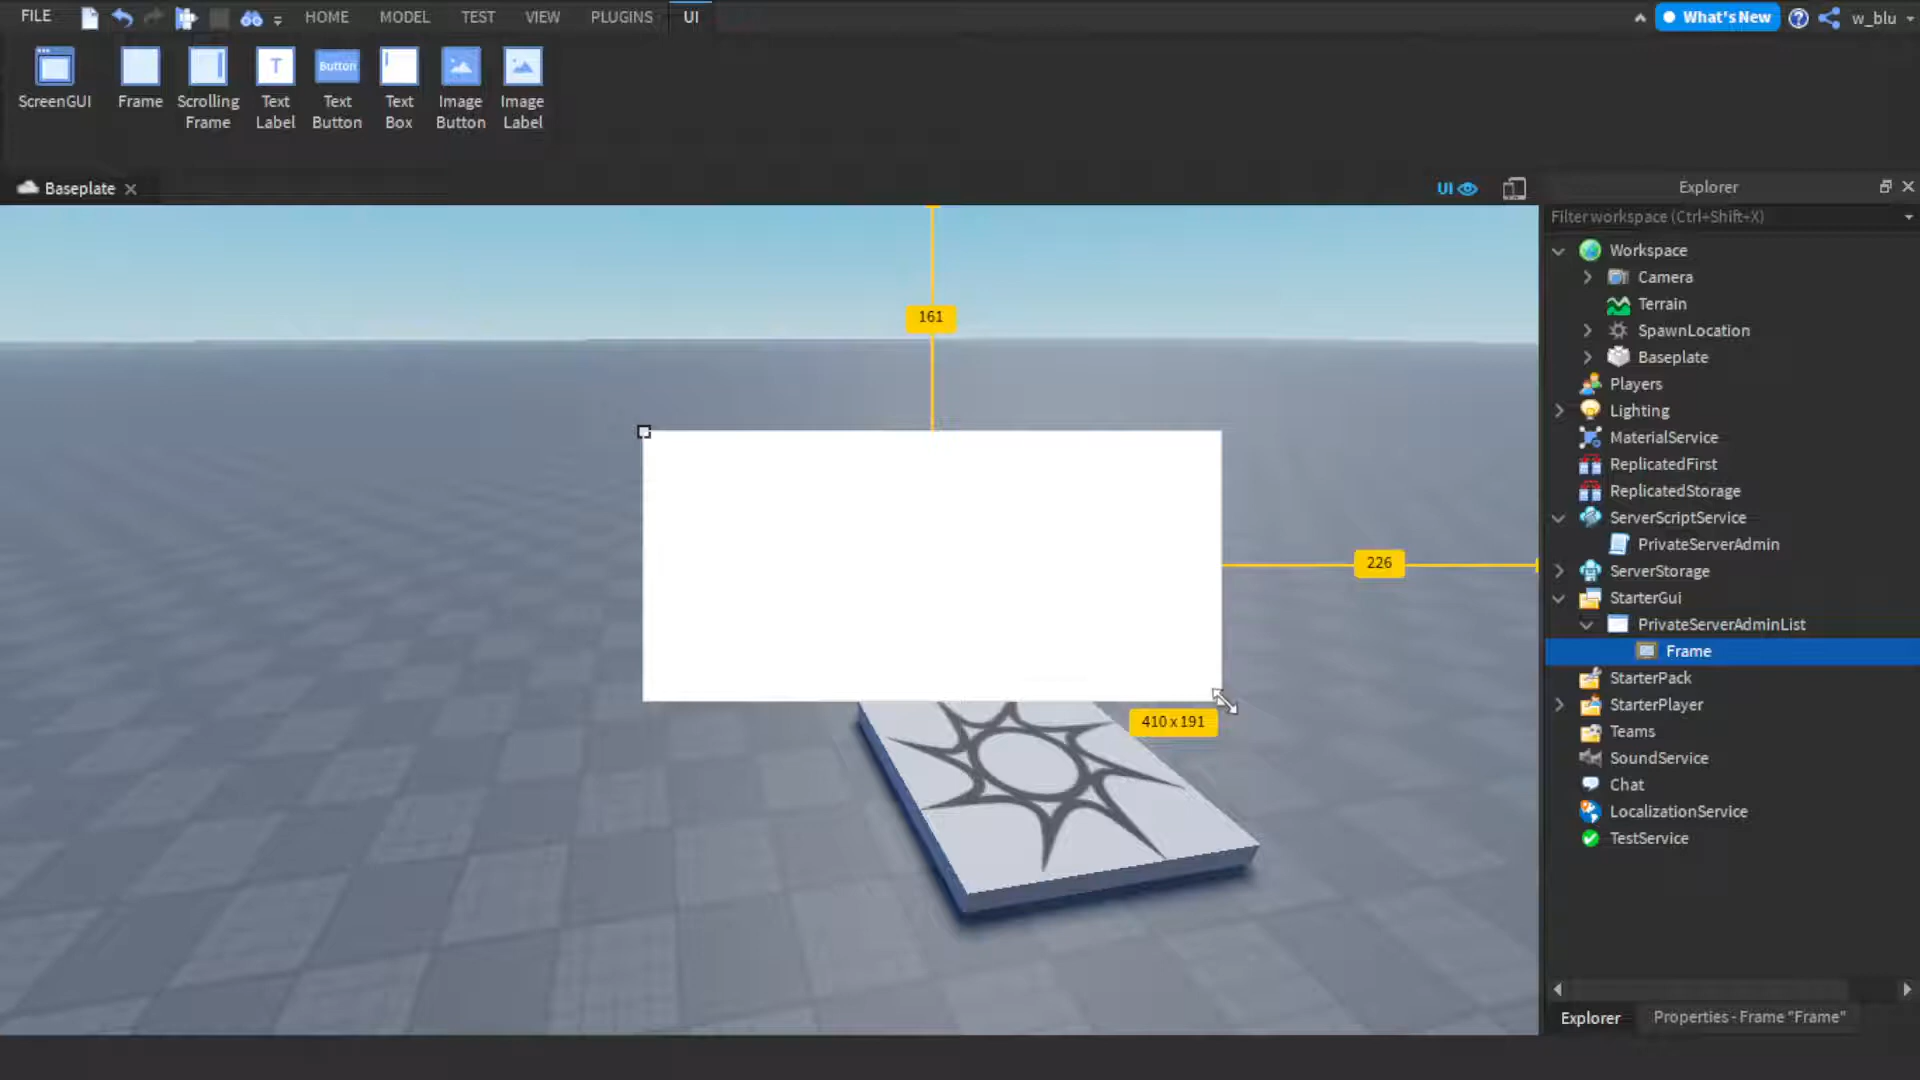 FILE
HOME
MODEL
TEST
VIEW
PLUGINS
UI
What's New
w_blu
ScreenGUI
Frame
Scrolling
Frame
T
Text
Label
Button
Text
Button
Text
Box
Image
Button
Image
Label
Baseplate
UI
Explorer
Filter workspace (Ctrl+Shift+X)
Workspace
Camera
Terrain
SpawnLocation
Baseplate
Players
Lighting
MaterialService
ReplicatedFirst
ReplicatedStorage
ServerScriptService
PrivateServerAdmin
ServerStorage
StarterGui
PrivateServerAdminList
Frame
StarterPack
StarterPlayer
Teams
SoundService
Chat
LocalizationService
TestService
161
226
410 x 191
Explorer
Properties - Frame "Frame"